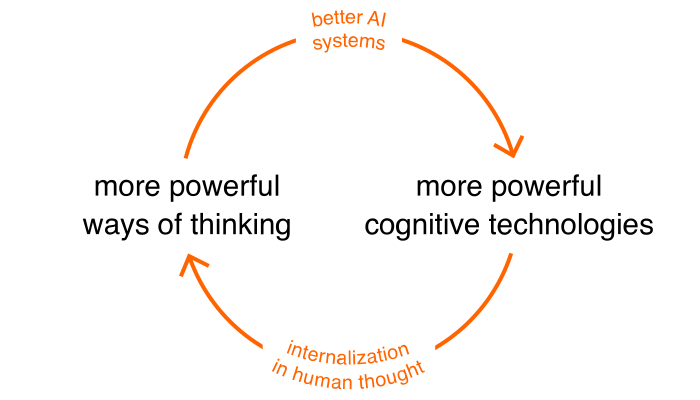 better AI
systems
more powerful
ways of thinking
more powerful
cognitive technologies
internalization
in human thought